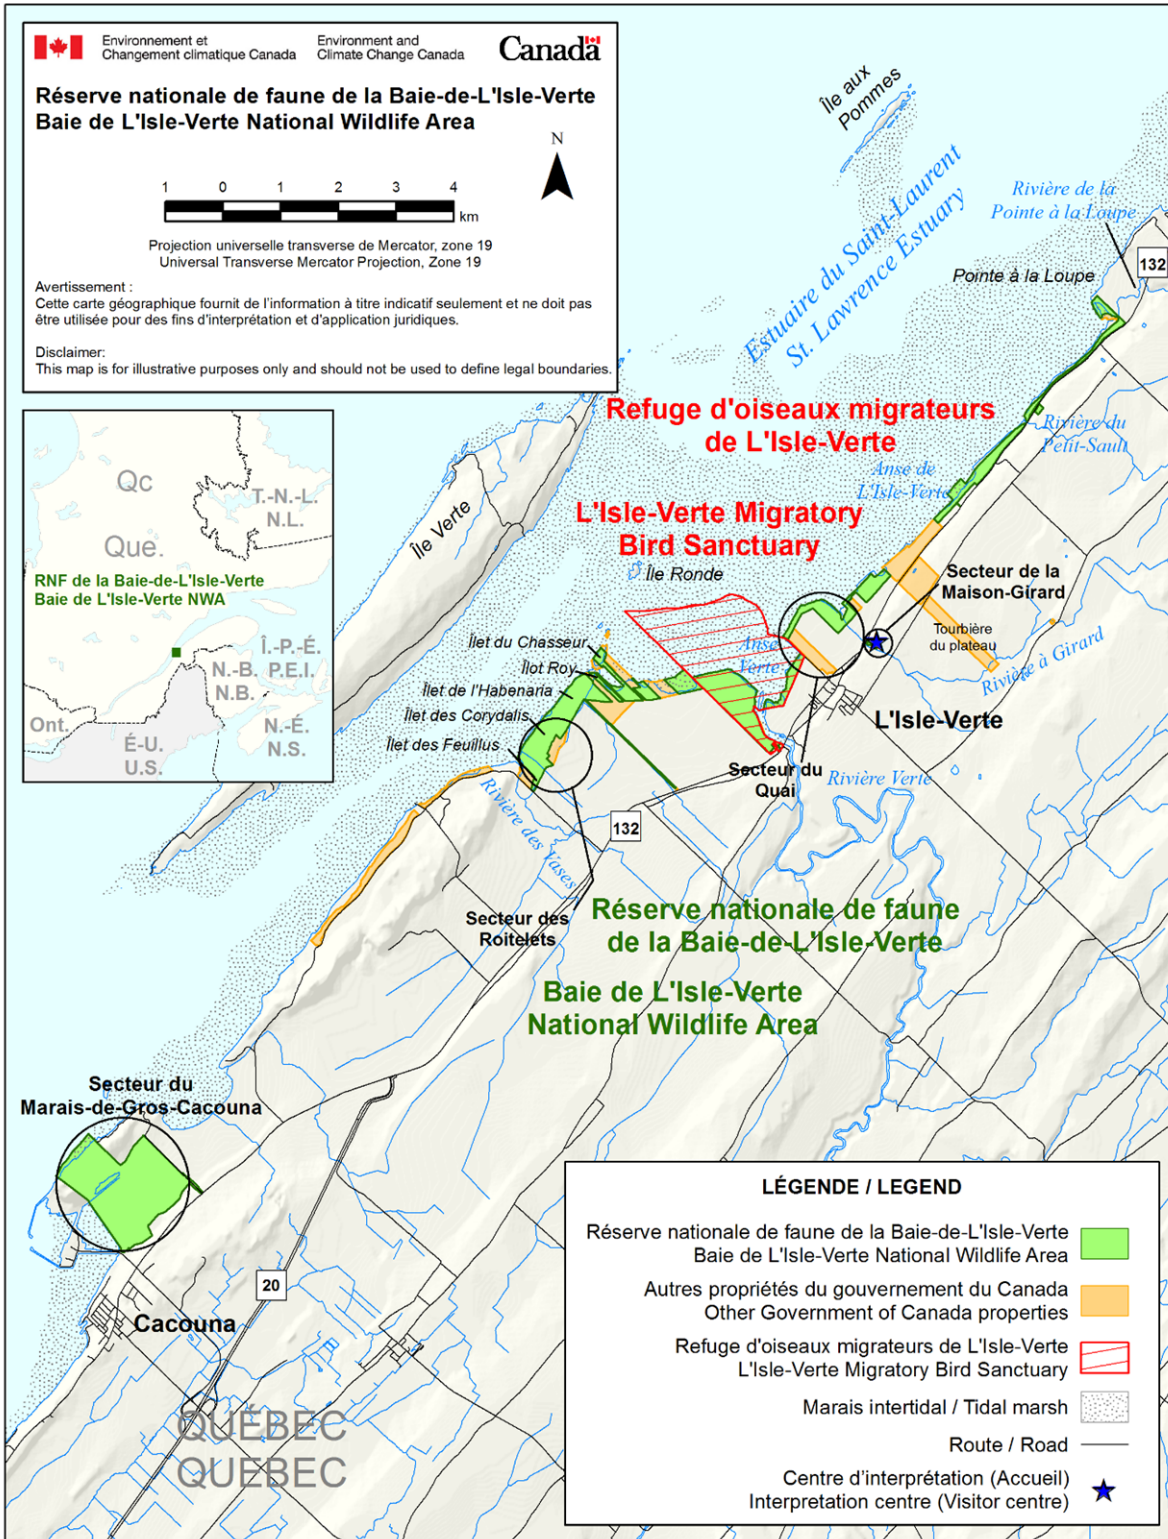 Environnement et
Changement climatique Canada
Environment and
Climate Change Canada
Canada
Réserve nationale de faune de la Baie-de-L'Isle-Verte
Baie de L'Isle-Verte National Wildlife Area
N
1 0 1 2 3 4
km
Projection universelle transverse de Mercator, zone 19
Universal Transverse Mercator Projection, Zone 19
Avertissement :
Cette carte géographique fournit de l'information à titre indicatif seulement et ne doit pas
être utilisée pour des fins d'interprétation et d'application juridiques.
Disclaimer:
This map is for illustrative purposes only and should not be used to define legal boundaries.
Qc
Que.
T.-N.-L.
N.L.
RNF de la Baie-de-L'Isle-Verte
Baie de L'Isle-Verte NWA
Î.-P.-É.
P.E.I.
N.-B.
N.B.
Ont.
É-U.
U.S.
N.-É.
N.S.
Île aux
Pommes
Estuaire du Saint-Laurent
St. Lawrence Estuary
Rivière de la
Pointe à la Loupe
132
Pointe à la Loupe
Refuge d'oiseaux migrateurs
de L'Isle-Verte
Rivière du
Petit-Sault
Anse de
L'Isle-Verte
L'Isle-Verte Migratory
Bird Sanctuary
Île Verte
Île Ronde
Secteur de la
Maison-Girard
Tourbière
du plateau
Rivière à Girard
Îlet du Chasseur
Îlot Roy
Îlet de l'Habenaria
Îlet des Corydalis
Îlet des Feuillus
Anse
Verte
L'Isle-Verte
Secteur du
Quai
Rivière Verte
Rivière des Vases
132
Secteur des
Roitelets
Réserve nationale de faune
de la Baie-de-L'Isle-Verte
Baie de L'Isle-Verte
National Wildlife Area
Secteur du
Marais-de-Gros-Cacouna
20
Cacouna
QUÉBEC
QUEBEC
LÉGENDE / LEGEND
Réserve nationale de faune de la Baie-de-L'Isle-Verte
Baie de L'Isle-Verte National Wildlife Area
Autres propriétés du gouvernement du Canada
Other Government of Canada properties
Refuge d'oiseaux migrateurs de L'Isle-Verte
L'Isle-Verte Migratory Bird Sanctuary
Marais intertidal / Tidal marsh
Route / Road
Centre d'interprétation (Accueil)
Interpretation centre (Visitor centre)